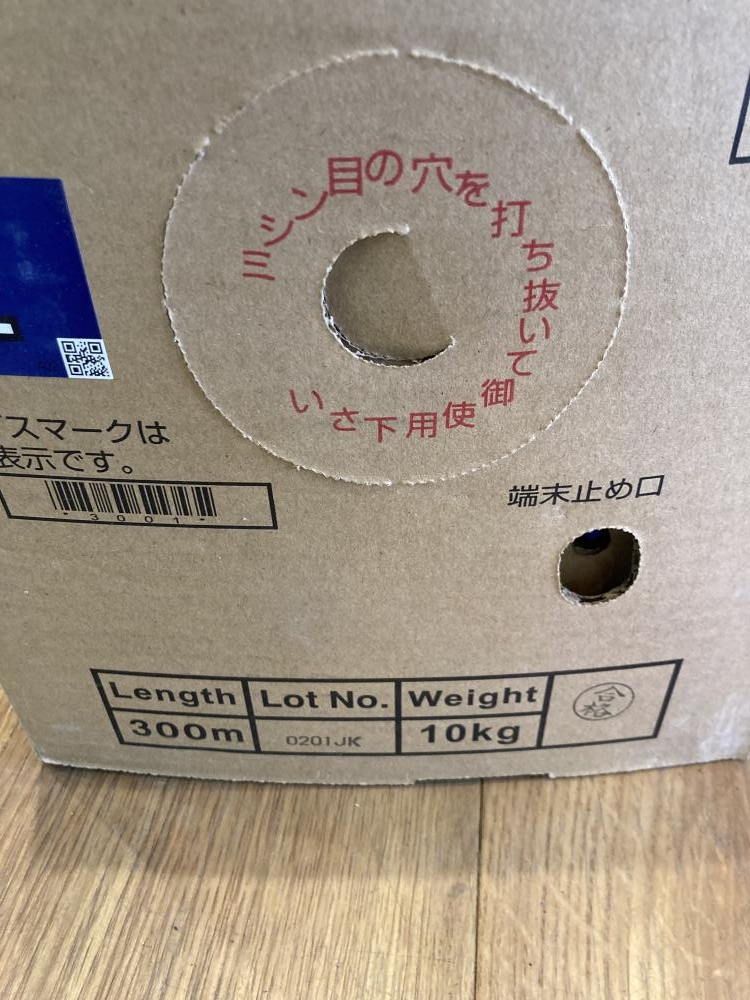 ミシン目の穴を打ち抜いて御使用下さい
スマークは
表示です。
*3001*
端末止め口
Length Lot No. Weight 合格
300m 0201JK 10kg